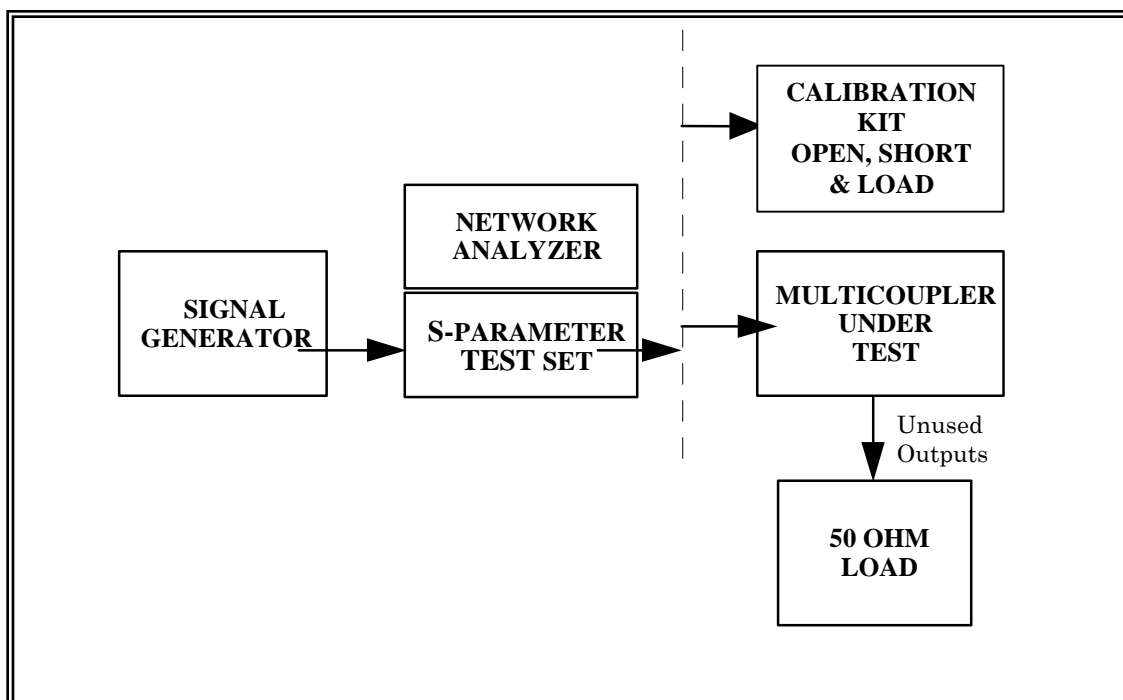 CALIBRATION
KIT
OPEN, SHORT
& LOAD
NETWORK
ANALYZER
SIGNAL
GENERATOR
S-PARAMETER
TEST SET
MULTICOUPLER
UNDER
TEST
Unused
Outputs
50 OHM
LOAD